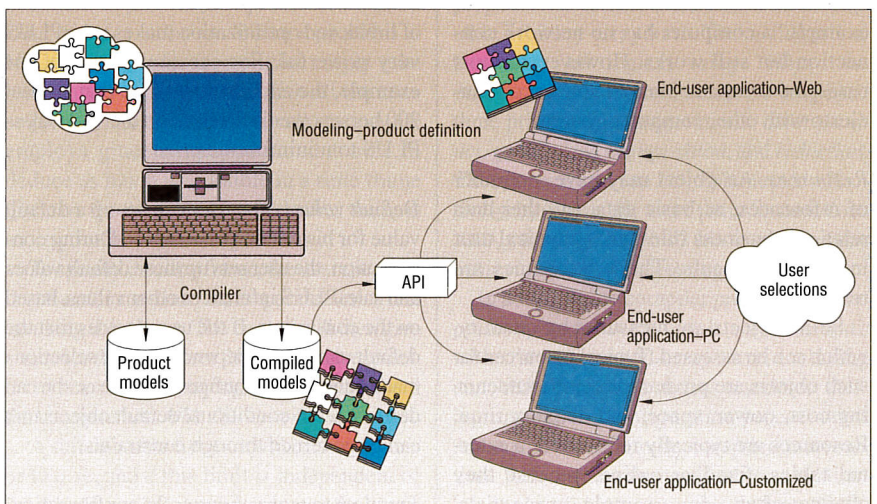 End-user application–Web
Modeling–product definition
API
Compiler
User
selections
End-user
application–PC
Product
models
Compiled
models
End-user application–Customized